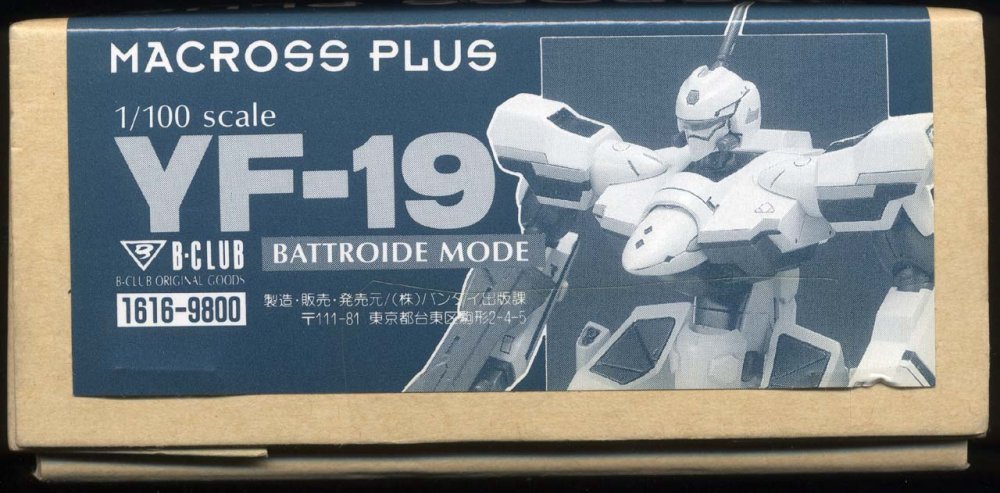 MACROSS PLUS
1/100 scale
YF-19
BATTROIDE MODE
B-CLUB
B-CLUB ORIGINAL GOODS
1616-9800
製造・販売・発売元/(株)バンダイ出版課
〒111-81 東京都台東区駒形2-4-5